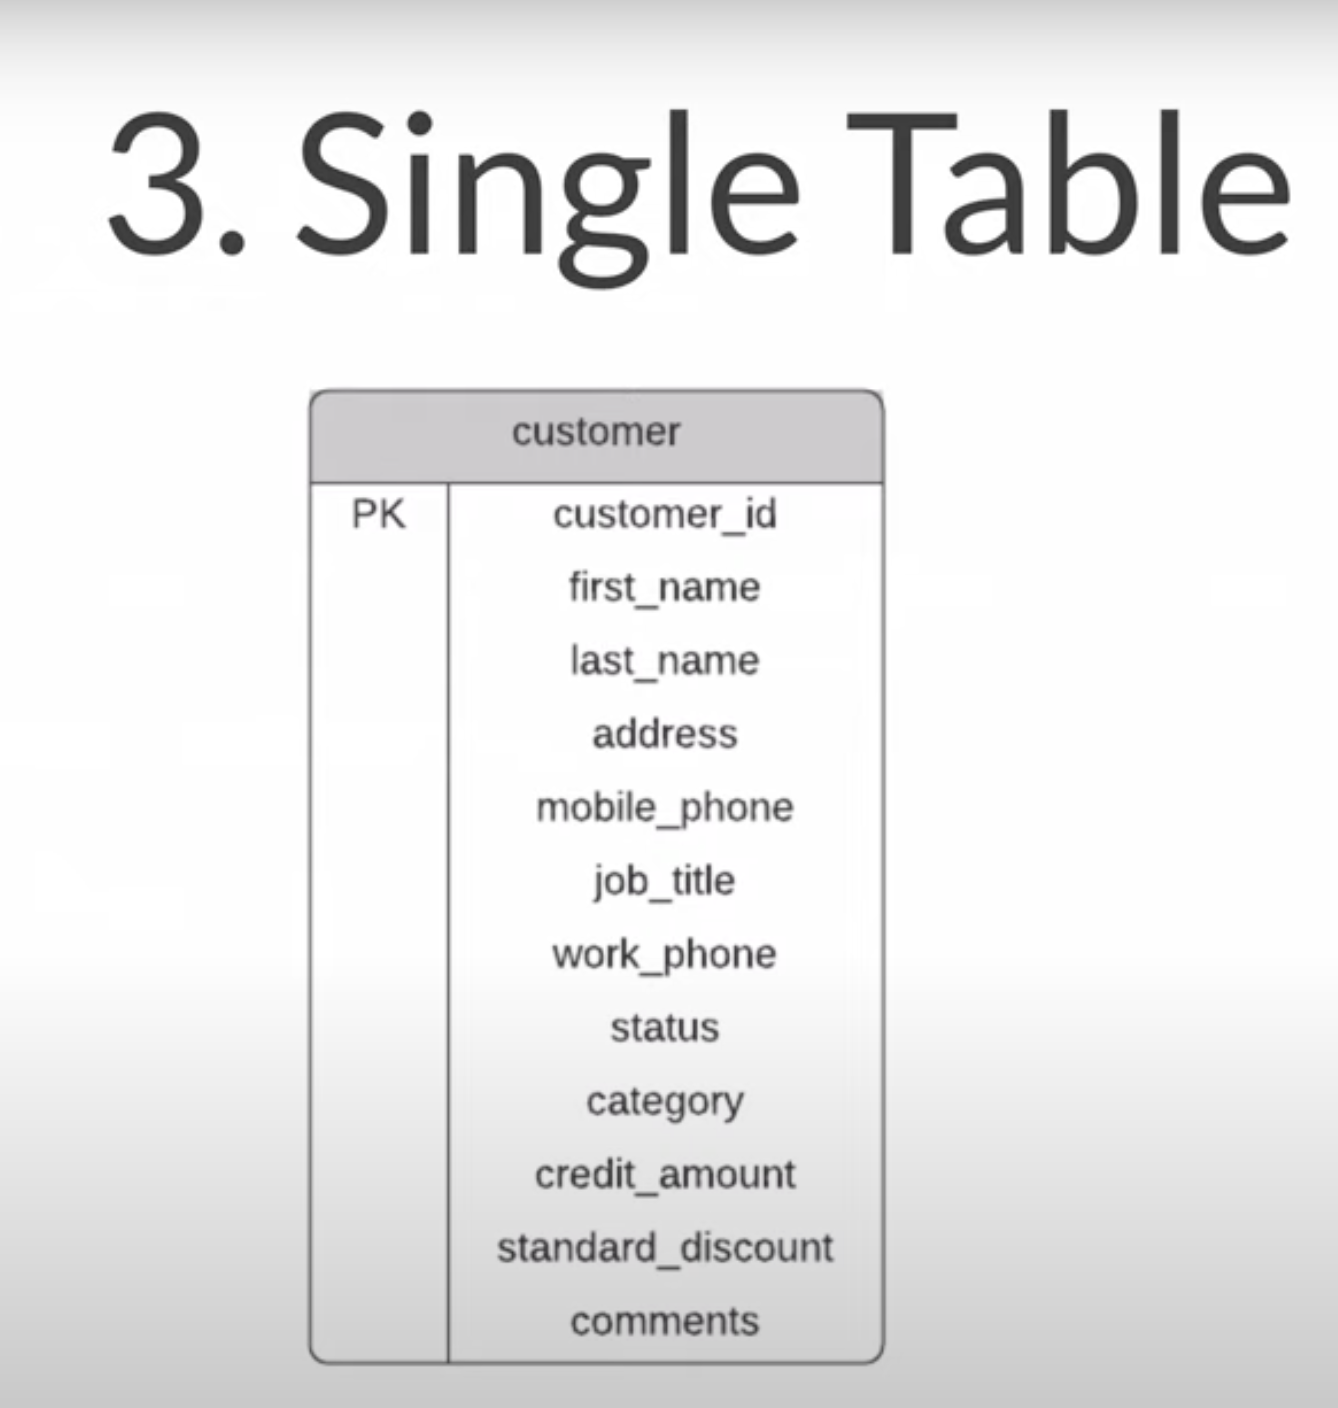 3. Single Table
customer
PK customer_id
first_name
last_name
address
mobile_phone
job_title
work_phone
status
category
credit_amount
standard_discount
comments